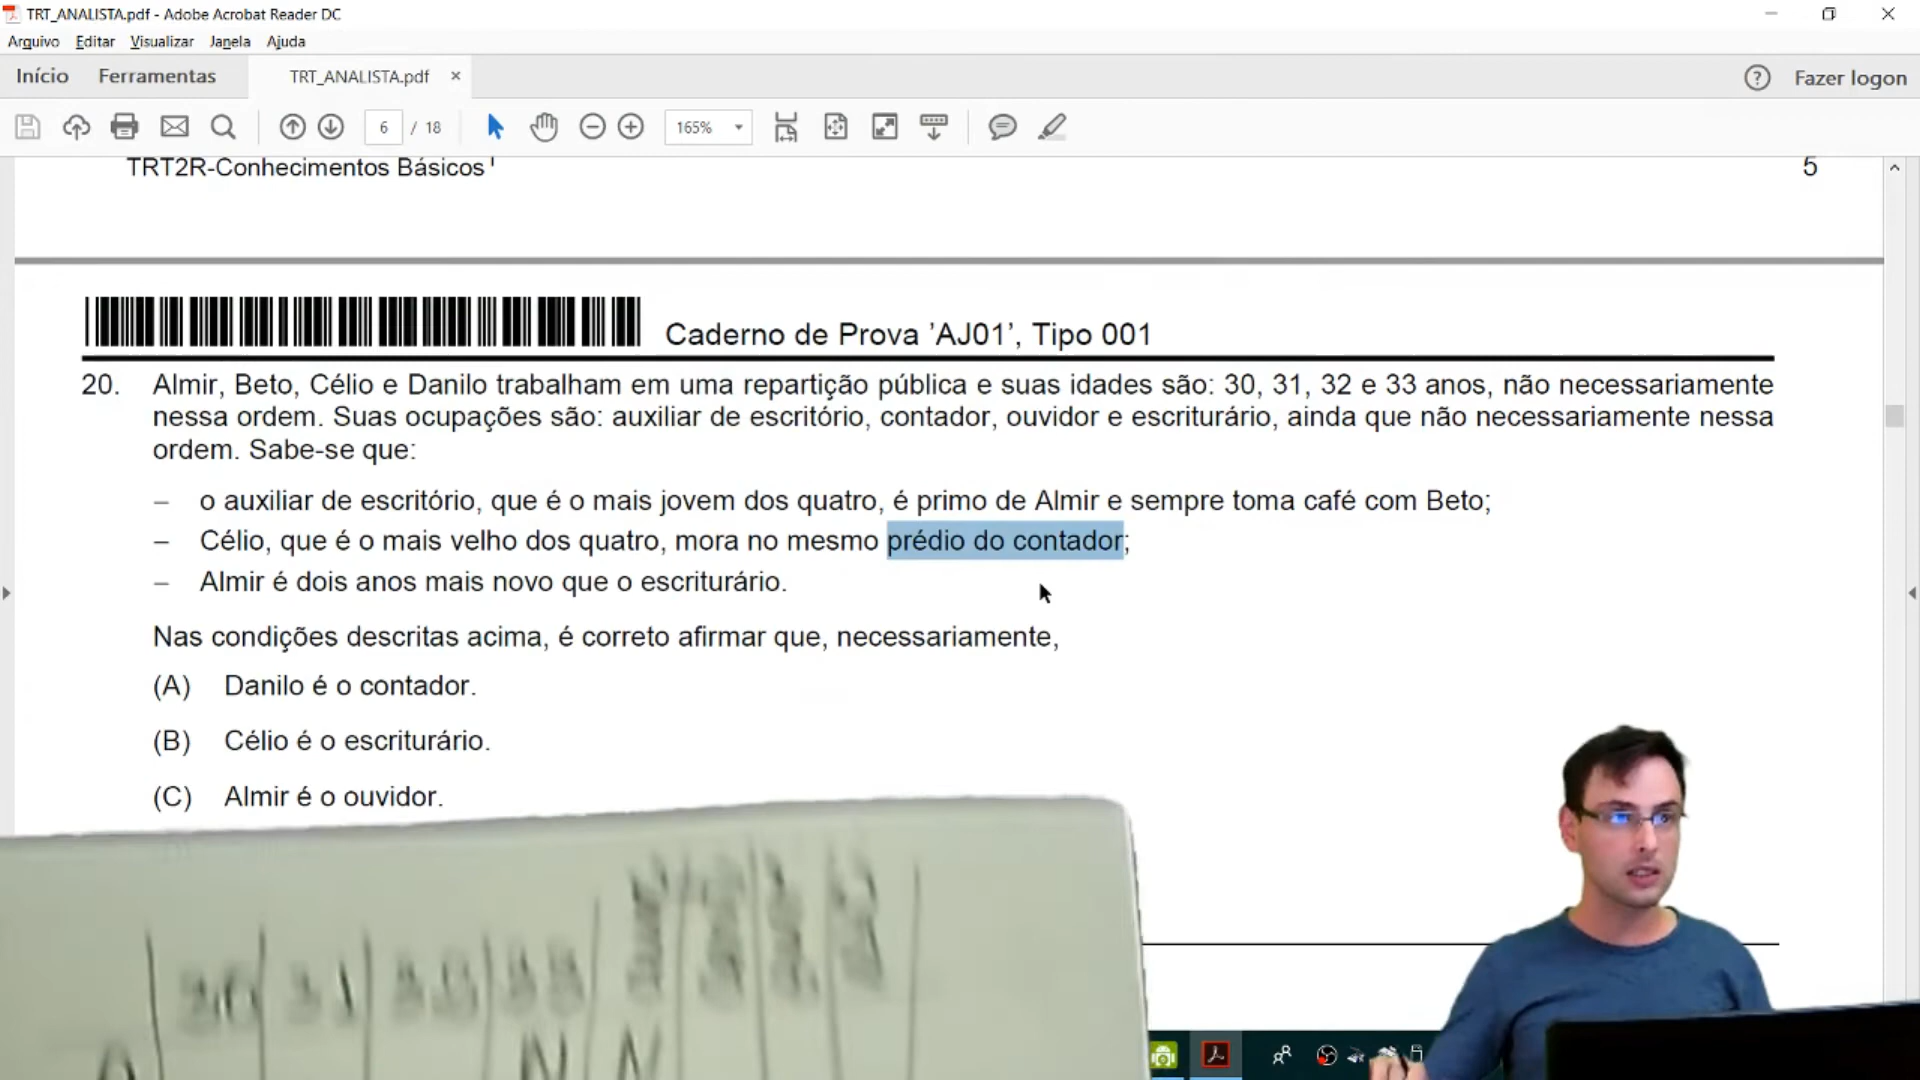 TRT_ANALISTA.pdf - Adobe Acrobat Reader DC
Arquivo Editar Visualizar Janela Ajuda
Início Ferramentas TRT_ANALISTA.pdf × Fazer logon
6 / 18 165%
TRT2R-Conhecimentos Básicos 5
Caderno de Prova 'AJ01', Tipo 001
20. Almir, Beto, Célio e Danilo trabalham em uma repartição pública e suas idades são: 30, 31, 32 e 33 anos, não necessariamente
nessa ordem. Suas ocupações são: auxiliar de escritório, contador, ouvidor e escriturário, ainda que não necessariamente nessa
ordem. Sabe-se que:
– o auxiliar de escritório, que é o mais jovem dos quatro, é primo de Almir e sempre toma café com Beto;
– Célio, que é o mais velho dos quatro, mora no mesmo prédio do contador;
– Almir é dois anos mais novo que o escriturário.
Nas condições descritas acima, é correto afirmar que, necessariamente,
(A) Danilo é o contador.
(B) Célio é o escriturário.
(C) Almir é o ouvidor.
30 31
N N